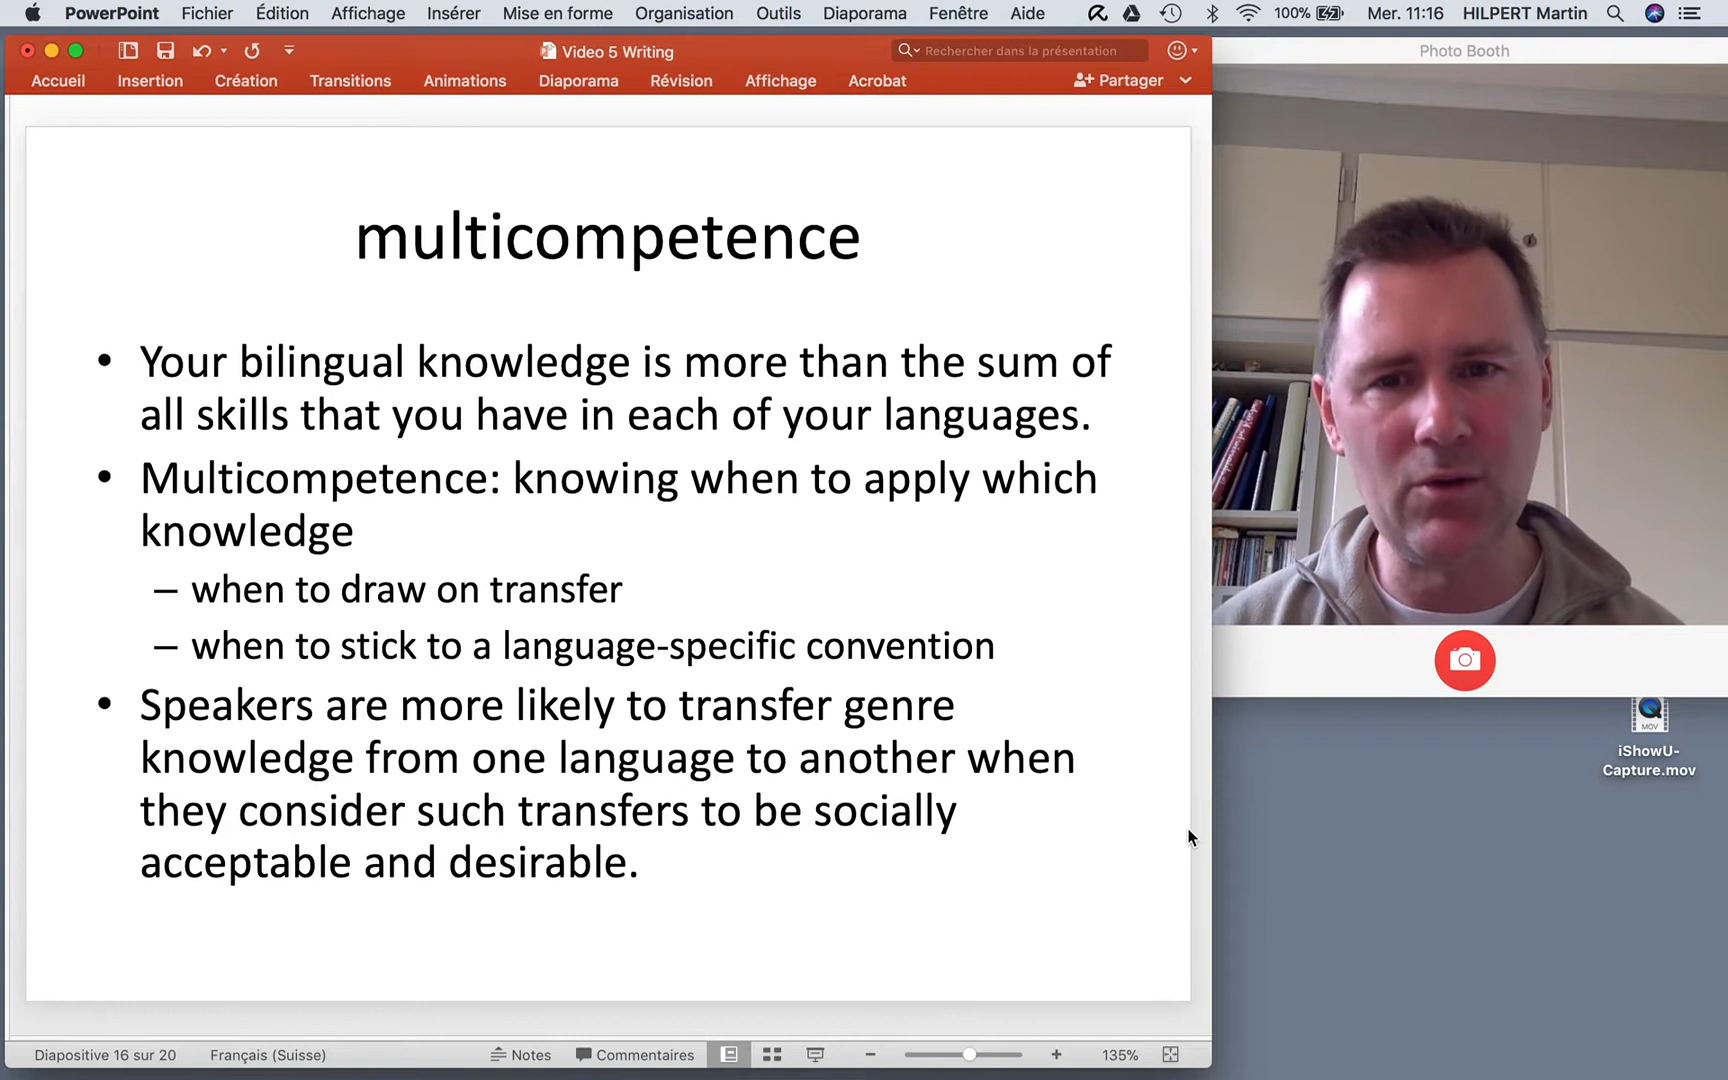 PowerPoint Fichier Édition Affichage Insérer Mise en forme Organisation Outils Diaporama Fenêtre Aide 100% Mer. 11:16 HILPERT Martin
Video 5 Writing
Rechercher dans la présentation
Photo Booth
Accueil Insertion Création Transitions Animations Diaporama Révision Affichage Acrobat Partager
multicompetence
• Your bilingual knowledge is more than the sum of
all skills that you have in each of your languages.
• Multicompetence: knowing when to apply which
knowledge
– when to draw on transfer
– when to stick to a language-specific convention
• Speakers are more likely to transfer genre
knowledge from one language to another when
they consider such transfers to be socially
acceptable and desirable.
MOV
iShowU-
Capture.mov
Diapositive 16 sur 20 Français (Suisse) Notes Commentaires 135%